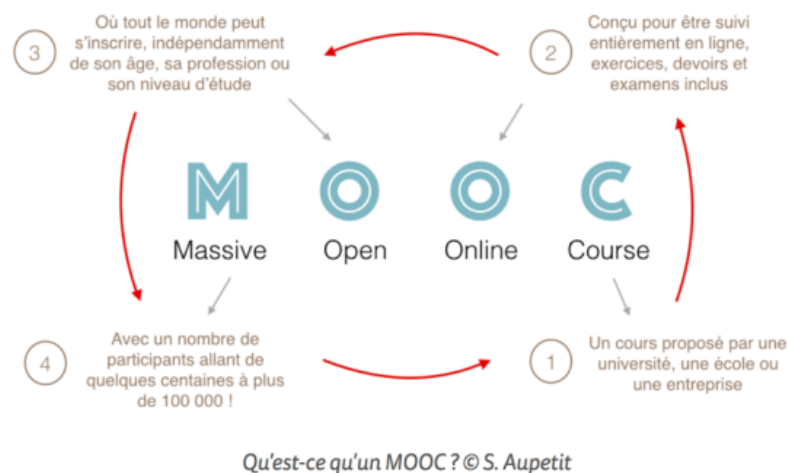 3
Où tout le monde peut
s'inscrire, indépendamment
de son âge, sa profession ou
son niveau d'étude
2
Conçu pour être suivi
entièrement en ligne,
exercices, devoirs et
examens inclus
M O O C
Massive Open Online Course
4
Avec un nombre de
participants allant de
quelques centaines à plus
de 100 000 !
1
Un cours proposé par une
université, une école ou
une entreprise
Qu'est-ce qu'un MOOC ? © S. Aupetit